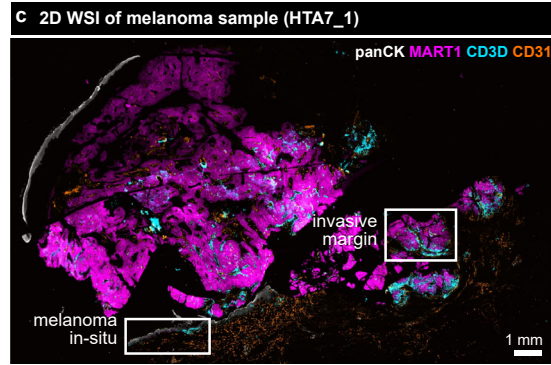 c 2D WSI of melanoma sample (HTA7_1)
panCK MART1 CD3D CD31
invasive
margin
melanoma
in-situ
1 mm